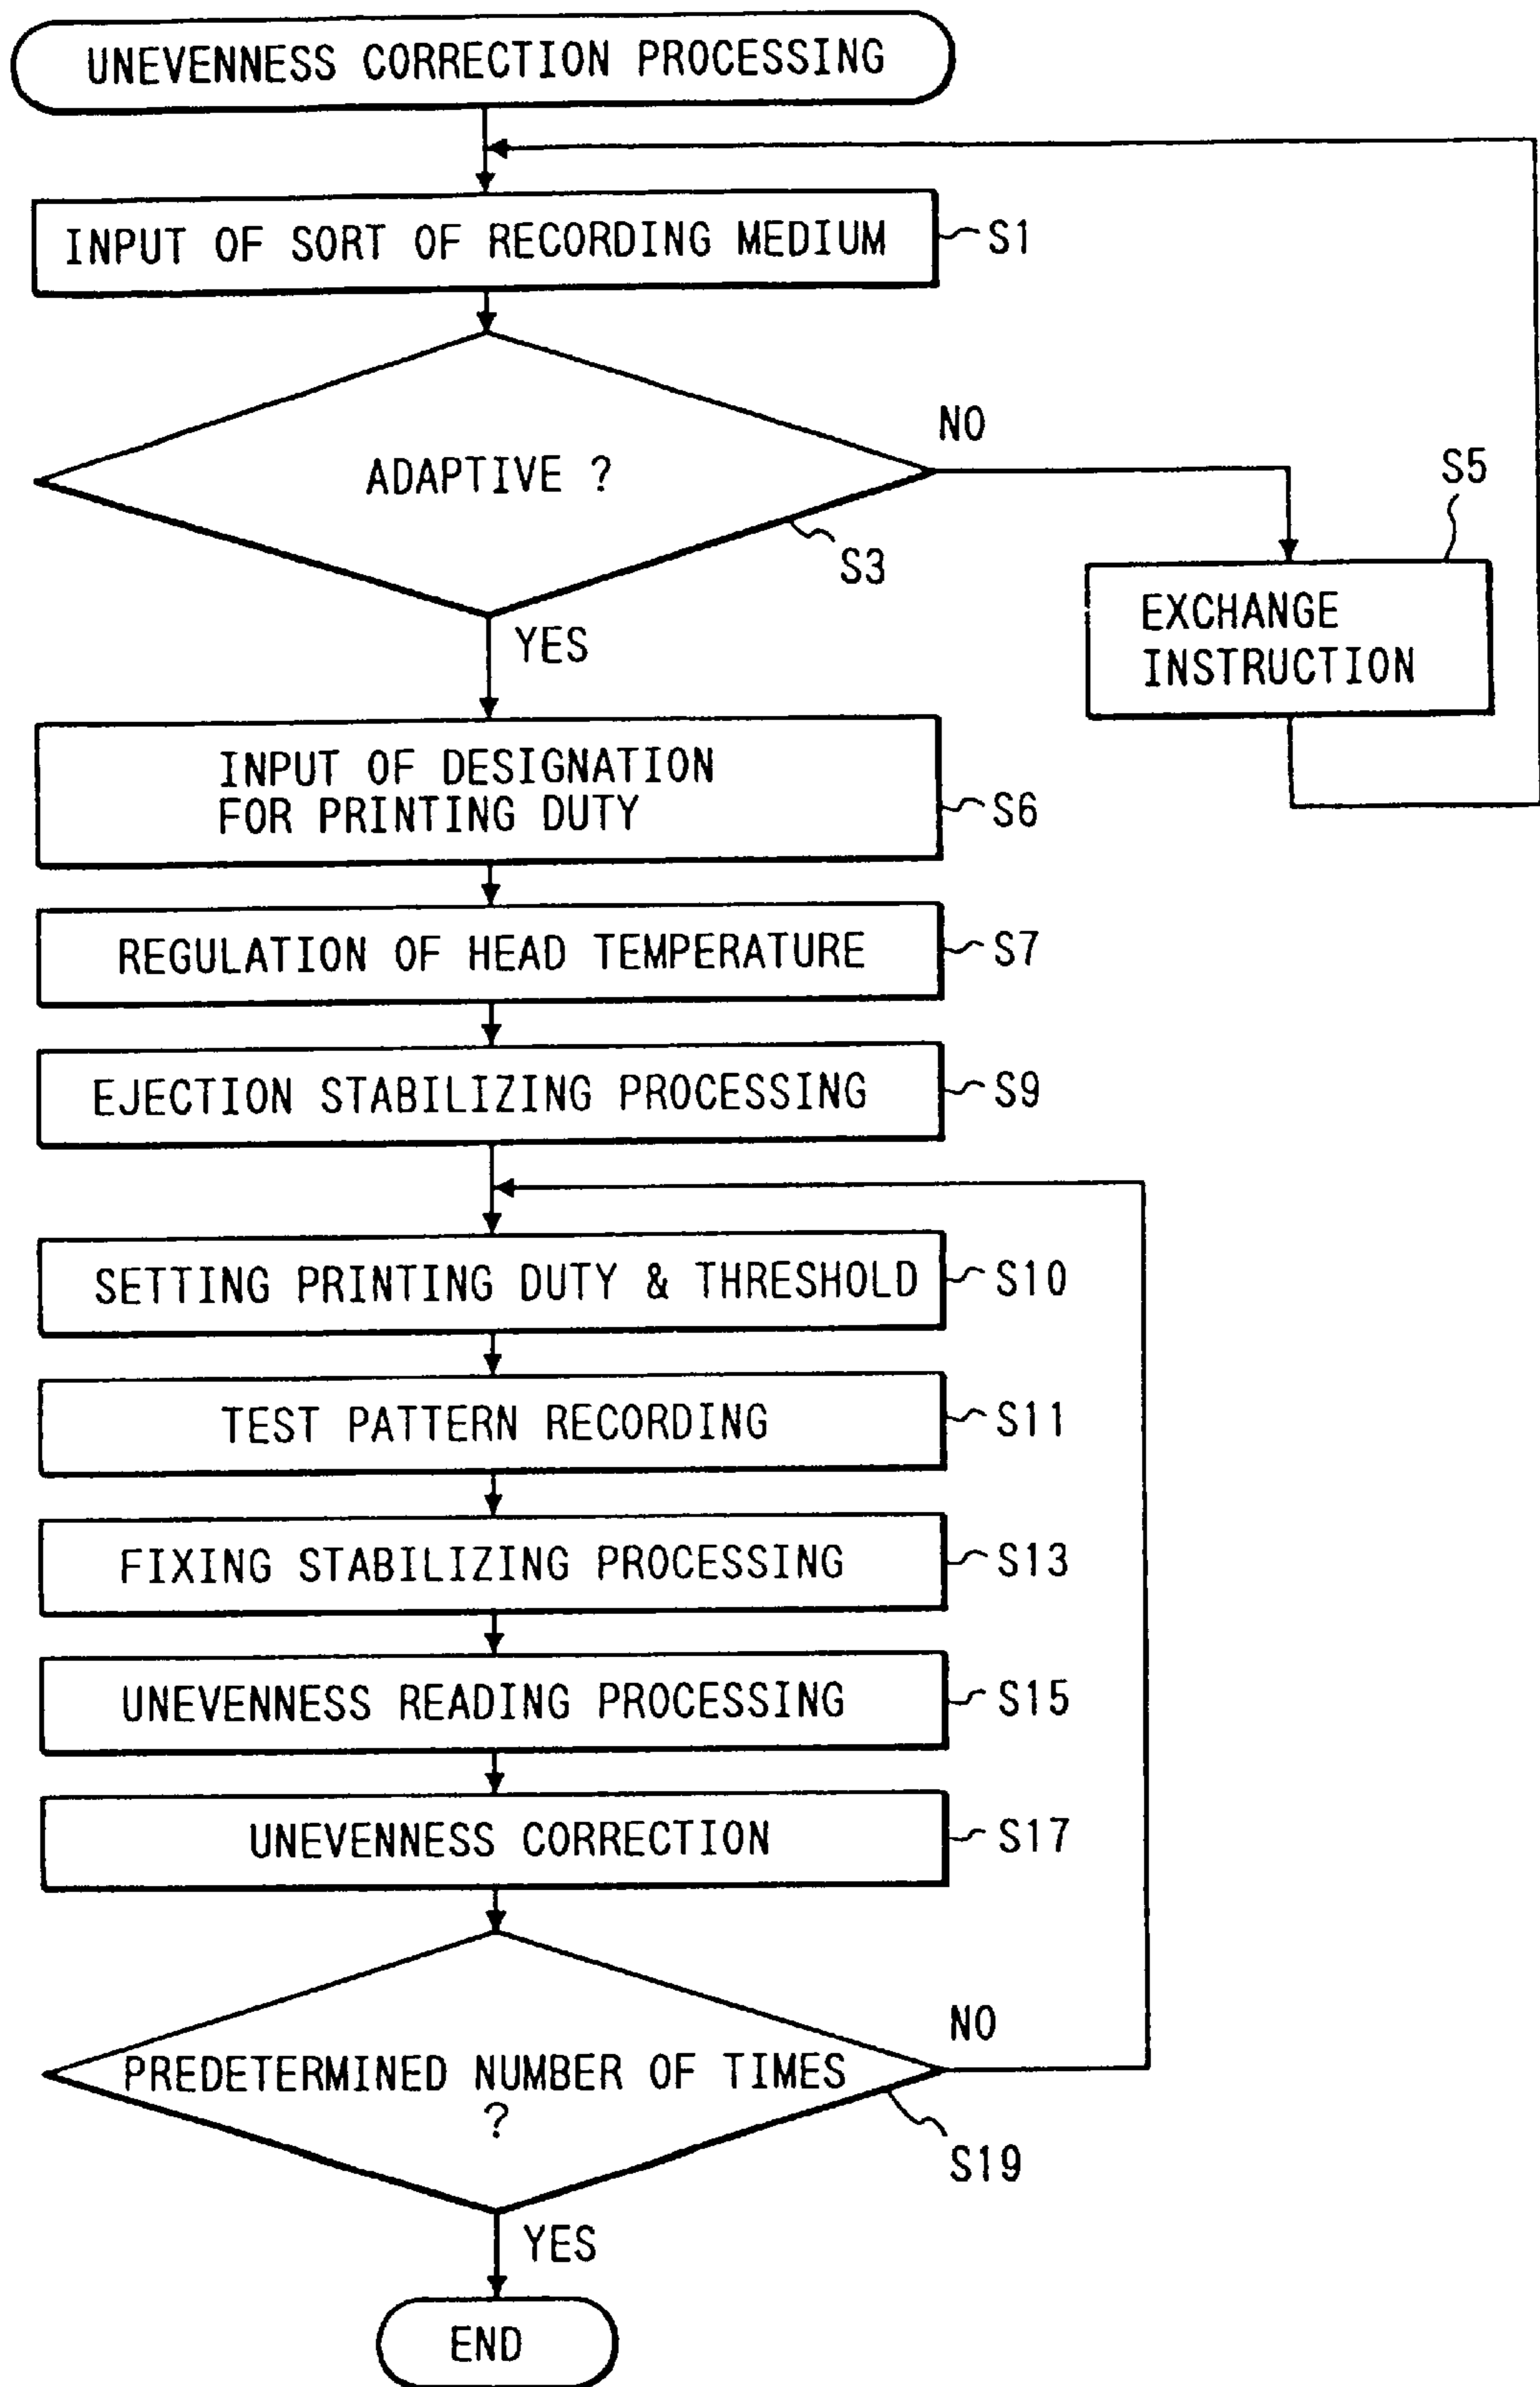 UNEVENNESS CORRECTION PROCESSING
INPUT OF SORT OF RECORDING MEDIUM
S1
ADAPTIVE ?
NO
S3
S5
EXCHANGE
INSTRUCTION
YES
INPUT OF DESIGNATION
FOR PRINTING DUTY
S6
REGULATION OF HEAD TEMPERATURE
S7
EJECTION STABILIZING PROCESSING
S9
SETTING PRINTING DUTY & THRESHOLD
S10
TEST PATTERN RECORDING
S11
FIXING STABILIZING PROCESSING
S13
UNEVENNESS READING PROCESSING
S15
UNEVENNESS CORRECTION
S17
NO
PREDETERMINED NUMBER OF TIMES
?
S19
YES
END